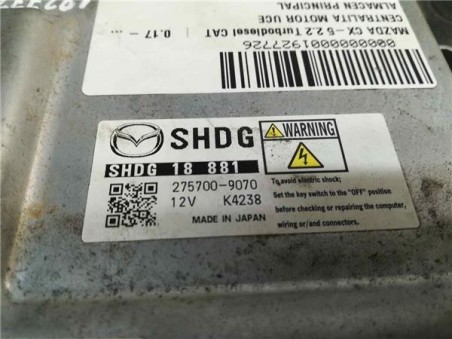 0000000001927726
MAZDA CX - 5 2.2 Turbodiesel CAT | 0.17 - ...
CENTRALITA MOTOR UCE
ALMACEN PRINCIPAL
SHDG
SHDG 18 881
275700-9070
12V K4238
MADE IN JAPAN
WARNING
To avoid electric shock;
Set the key switch to the "OFF" position
before checking or repairing the computer,
wiring or/and connectors.